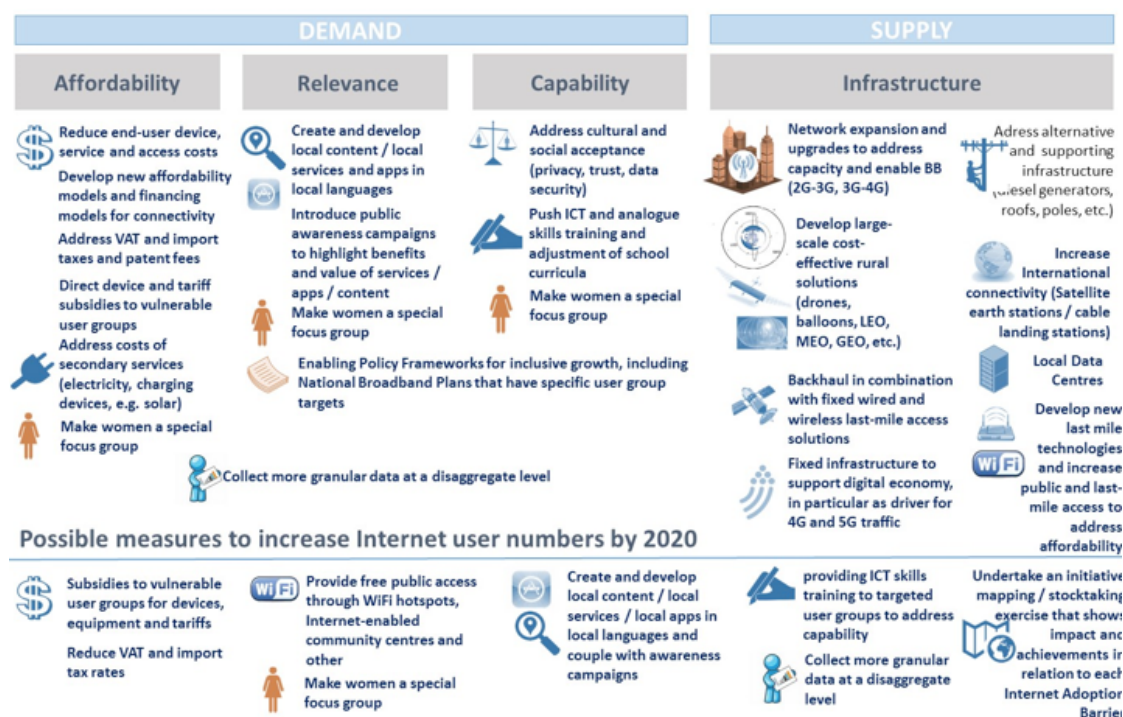 DEMAND
SUPPLY
Affordability
Relevance
Capability
Infrastructure
Reduce end-user device,
service and access costs
Develop new affordability
models and financing
models for connectivity
Address VAT and import
taxes and patent fees
Direct device and tariff
subsidies to vulnerable
user groups
Address costs of
secondary services
(electricity, charging
devices, e.g. solar)
Make women a special
focus group
Create and develop
local content / local
services and apps in
local languages
Introduce public
awareness campaigns
to highlight benefits
and value of services /
apps / content
Make women a special
focus group
Address cultural and
social acceptance
(privacy, trust, data
security)
Push ICT and analogue
skills training and
adjustment of school
curricula
Make women a special
focus group
Enabling Policy Frameworks for inclusive growth, including
National Broadband Plans that have specific user group
targets
Collect more granular data at a disaggregate level
Network expansion and
upgrades to address
capacity and enable BB
(2G-3G, 3G-4G)
Develop large-
scale cost-
effective rural
solutions
(drones,
balloons, LEO,
MEO, GEO, etc.)
Backhaul in combination
with fixed wired and
wireless last-mile access
solutions
Fixed infrastructure to
support digital economy,
in particular as driver for
4G and 5G traffic
Adress alternative
and supporting
infrastructure
(diesel generators,
roofs, poles, etc.)
Increase
International
connectivity (Satellite
earth stations / cable
landing stations)
Local Data
Centres
Develop new
last mile
technologies
WiFi
and increase
public and last-
mile access to
address
affordability
Possible measures to increase Internet user numbers by 2020
Subsidies to vulnerable
user groups for devices,
equipment and tariffs
Reduce VAT and import
tax rates
WiFi
Provide free public access
through WiFi hotspots,
Internet-enabled
community centres and
other
Make women a special
focus group
Create and develop
local content / local
services / local apps in
local languages and
couple with awareness
campaigns
providing ICT skills
training to targeted
user groups to address
capability
Collect more granular
data at a disaggregate
level
Undertake an initiative
mapping / stocktaking
exercise that shows
impact and
achievements in
relation to each
Internet Adoption
Barrier